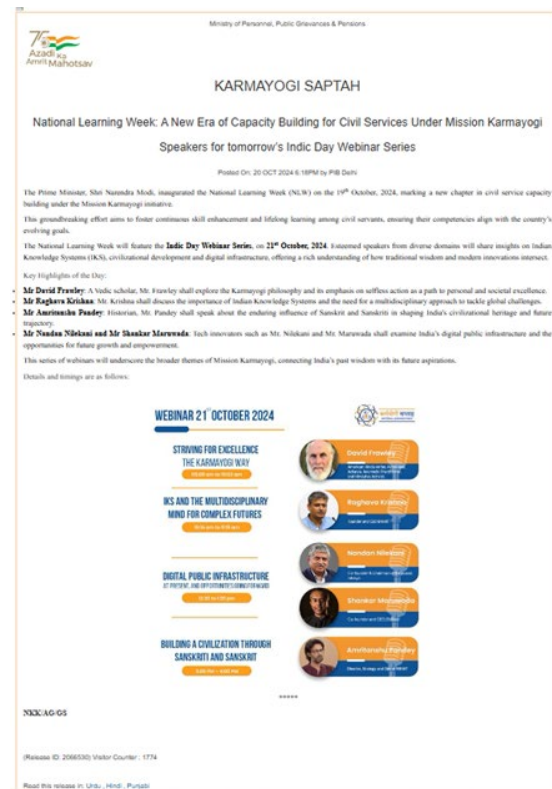 Ministry of Personnel, Public Grievances & Pensions
75
Azadi Ka
Amrit Mahotsav
KARMAYOGI SAPTAH
National Learning Week: A New Era of Capacity Building for Civil Services Under Mission Karmayogi
Speakers for tomorrow's Indic Day Webinar Series
Posted On: 20 OCT 2024 6:18PM by PIB Delhi
The Prime Minister, Shri Narendra Modi, inaugurated the National Learning Week (NLW) on the 19th October, 2024, marking a new chapter in civil service capacity
building under the Mission Karmayogi initiative.
This groundbreaking effort aims to foster continuous skill enhancement and lifelong learning among civil servants, ensuring their competencies align with the country's
evolving goals.
The National Learning Week will feature the Indic Day Webinar Series, on 21st October, 2024. Esteemed speakers from diverse domains will share insights on Indian
Knowledge Systems (IKS), civilizational development and digital infrastructure, offering a rich understanding of how traditional wisdom and modern innovations intersect.
Key Highlights of the Day:
Mr David Frawley: A Vedic scholar, Mr. Frawley shall explore the Karmayogi philosophy and its emphasis on selfless action as a path to personal and societal excellence.
Mr Raghava Krishna: Mr. Krishna shall discuss the importance of Indian Knowledge Systems and the need for a multidisciplinary approach to tackle global challenges.
Mr Amritanshu Pandey: Historian, Mr. Pandey shall speak about the enduring influence of Sanskrit and Sanskriti in shaping India's civilizational heritage and future
trajectory.
Mr Nandan Nilekani and Mr Shankar Maruwada: Tech innovators such as Mr. Nilekani and Mr. Maruwada shall examine India's digital public infrastructure and the
opportunities for future growth and empowerment.
This series of webinars will underscore the broader themes of Mission Karmayogi, connecting India's past wisdom with its future aspirations.
Details and timings are as follows:
WEBINAR 21st OCTOBER 2024
STRIVING FOR EXCELLENCE
THE KARMAYOGI WAY
David Frawley
IKS AND THE MULTIDISCIPLINARY
MIND FOR COMPLEX FUTURES
Raghava Krishna
Nandan Nilekani
DIGITAL PUBLIC INFRASTRUCTURE
AT PRESENT, AND OPPORTUNITIES GOING FORWARD
Shankar Maruwada
BUILDING A CIVILIZATION THROUGH
SANSKRITI AND SANSKRIT
Amritanshu Pandey
*****
NKK/AG/GS
(Release ID: 2066530) Visitor Counter : 1774
Read this release in: Urdu , Hindi , Punjabi